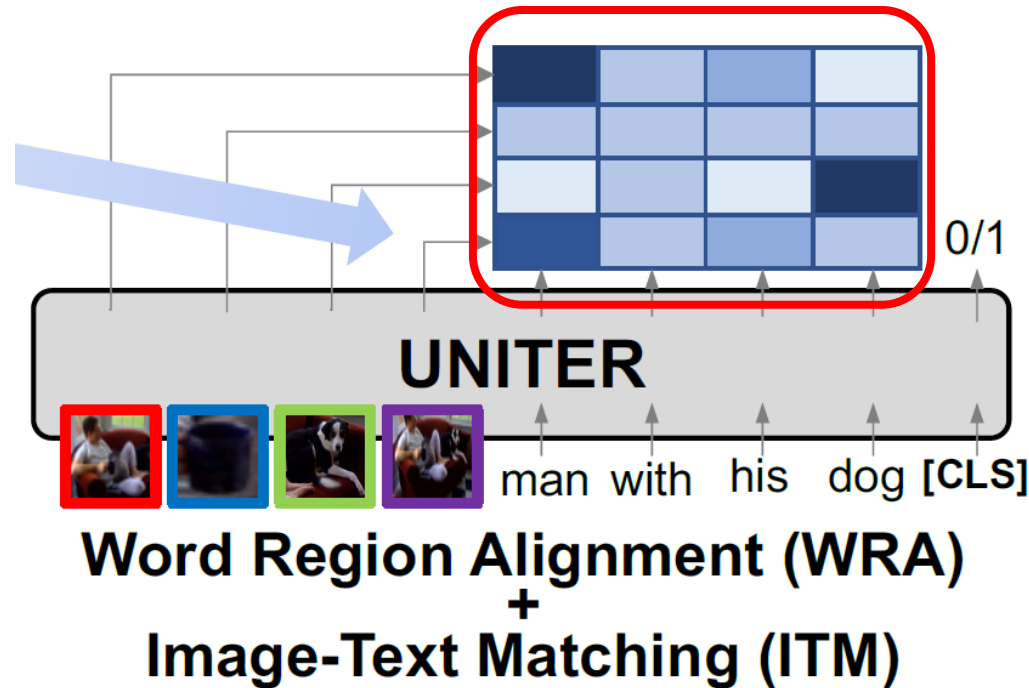 0/1
UNITER
man with his dog [CLS]
Word Region Alignment (WRA)
+
Image-Text Matching (ITM)